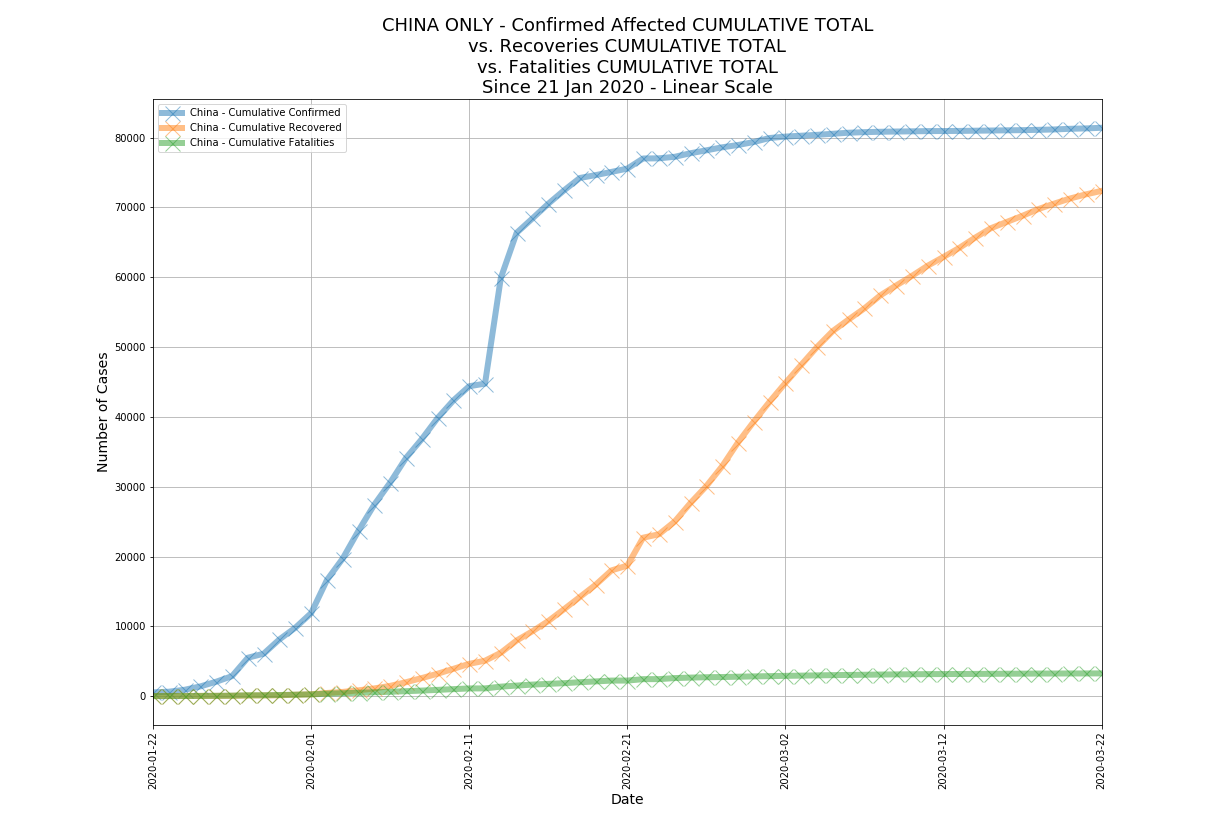 CHINA ONLY - Confirmed Affected CUMULATIVE TOTAL
vs. Recoveries CUMULATIVE TOTAL
vs. Fatalities CUMULATIVE TOTAL
Since 21 Jan 2020 - Linear Scale
China - Cumulative Confirmed
China - Cumulative Recovered
China - Cumulative Fatalities
Number of Cases
80000
70000
60000
50000
40000
30000
20000
10000
0
2020-01-22
2020-02-01
2020-02-11
2020-02-21
2020-03-02
2020-03-12
2020-03-22
Date